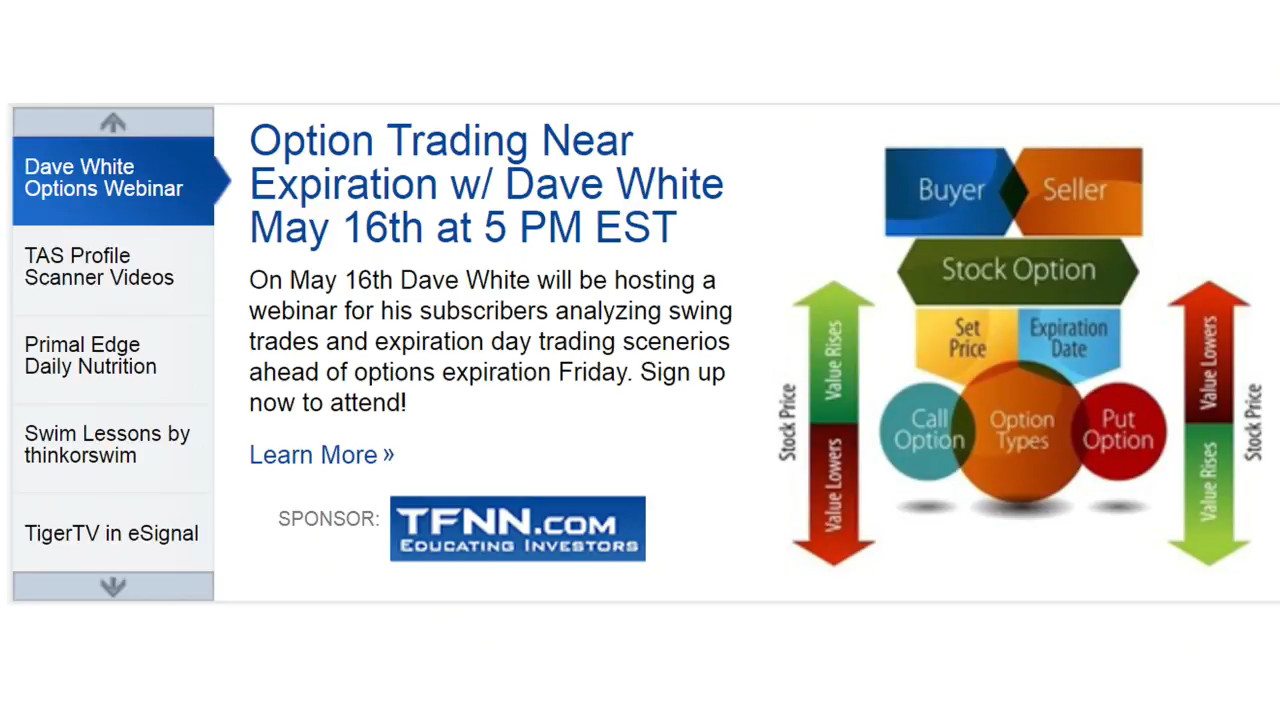 Dave White
Options Webinar
TAS Profile
Scanner Videos
Primal Edge
Daily Nutrition
Swim Lessons by
thinkorswim
TigerTV in eSignal
Option Trading Near
Expiration w/ Dave White
May 16th at 5 PM EST
On May 16th Dave White will be hosting a
webinar for his subscribers analyzing swing
trades and expiration day trading scenerios
ahead of options expiration Friday. Sign up
now to attend!
Learn More »
SPONSOR:
TFNN.COM
EDUCATING INVESTORS
Buyer
Seller
Stock Option
Set
Price
Expiration
Date
Call
Option
Option
Types
Put
Option
Stock Price
Value Rises
Value Lowers
Value Lowers
Value Rises
Stock Price